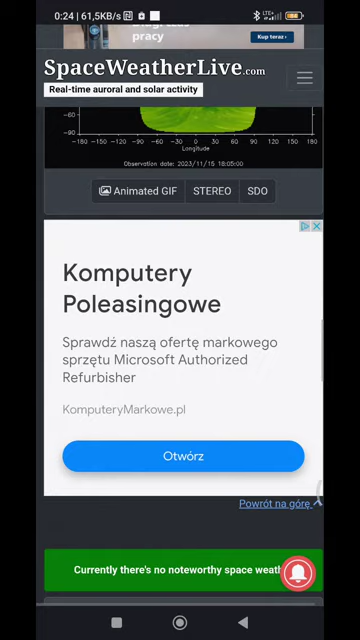 0:24 | 61,5KB/s
pracy
Kup teraz ›
SpaceWeatherLive.com
Real-time auroral and solar activity
-60
-90
-180 -150 -120 -90 -60 -30 0 30 60 90 120 150 180
Longitude
Observation date: 2023/11/15 18:05:00
Animated GIF STEREO SDO
Komputery
Poleasingowe
Sprawdź naszą ofertę markowego
sprzętu Microsoft Authorized
Refurbisher
KomputeryMarkowe.pl
Otwórz
Powrót na górę
Currently there's no noteworthy space weath